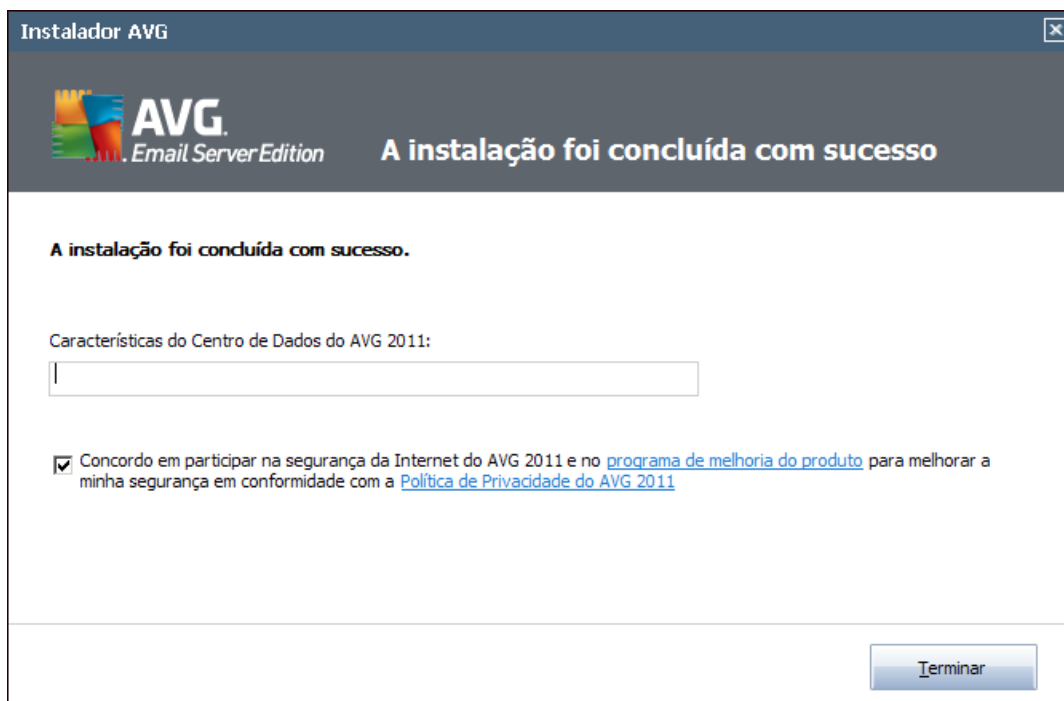 Instalador AVG
AVG.
Email Server Edition
A instalação foi concluída com sucesso
A instalação foi concluída com sucesso.
Características do Centro de Dados do AVG 2011:
Concordo em participar na segurança da Internet do AVG 2011 e no programa de melhoria do produto para melhorar a
minha segurança em conformidade com a Política de Privacidade do AVG 2011
Terminar